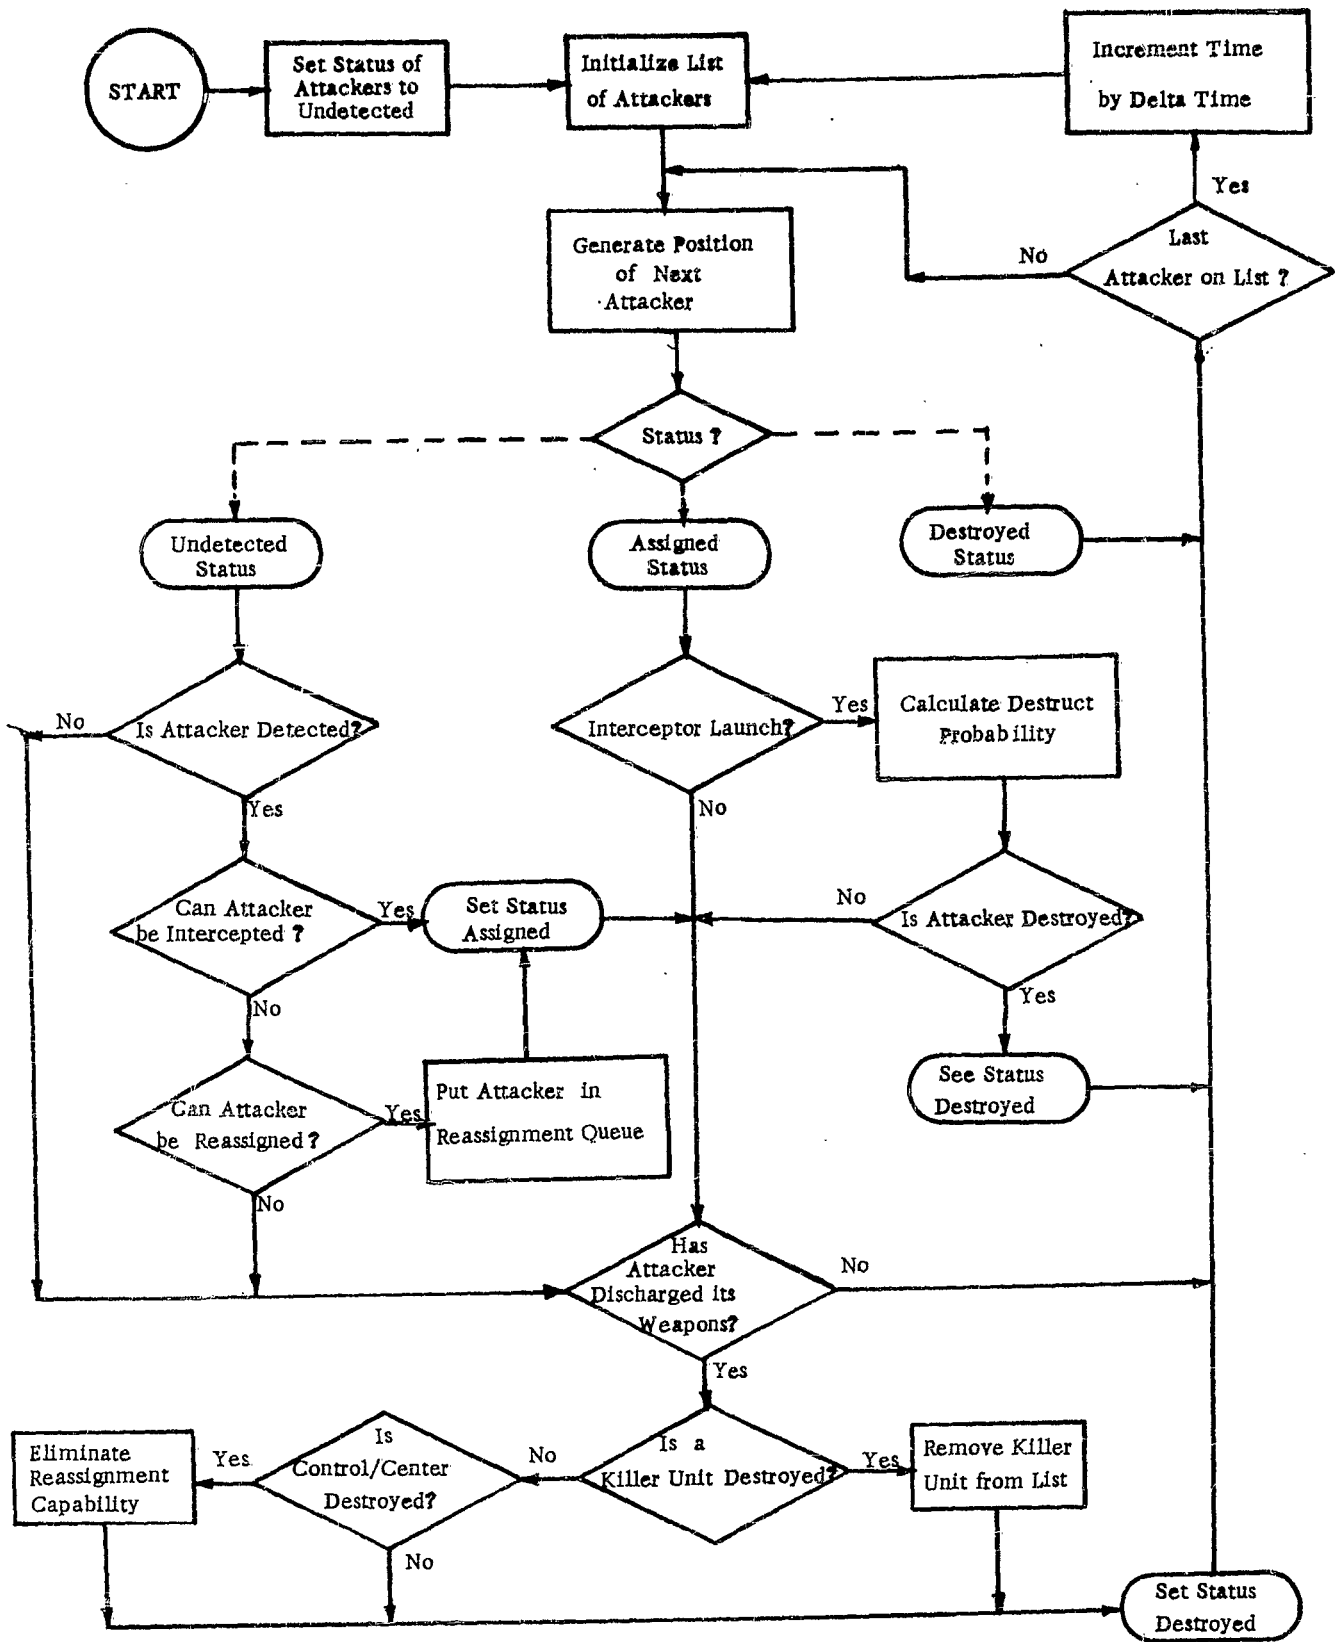 START
Set Status of
Attackers to
Undetected
Initialize List
of Attackers
Increment Time
by Delta Time
Yes
Last
Attacker on List ?
No
Generate Position
of Next
Attacker
Status ?
Undetected
Status
Assigned
Status
Destroyed
Status
Is Attacker Detected?
No
Yes
Interceptor Launch?
Yes
No
Calculate Destruct
Probability
Can Attacker
be Intercepted ?
Yes
No
Set Status
Assigned
Is Attacker Destroyed?
No
Yes
See Status
Destroyed
Can Attacker
be Reassigned ?
Yes
No
Put Attacker in
Reassignment Queue
Has
Attacker
Discharged its
Weapons?
No
Yes
Is a
Killer Unit Destroyed?
No
Yes
Remove Killer
Unit from List
Is
Control/Center
Destroyed?
Yes
No
Eliminate
Reassignment
Capability
Set Status
Destroyed